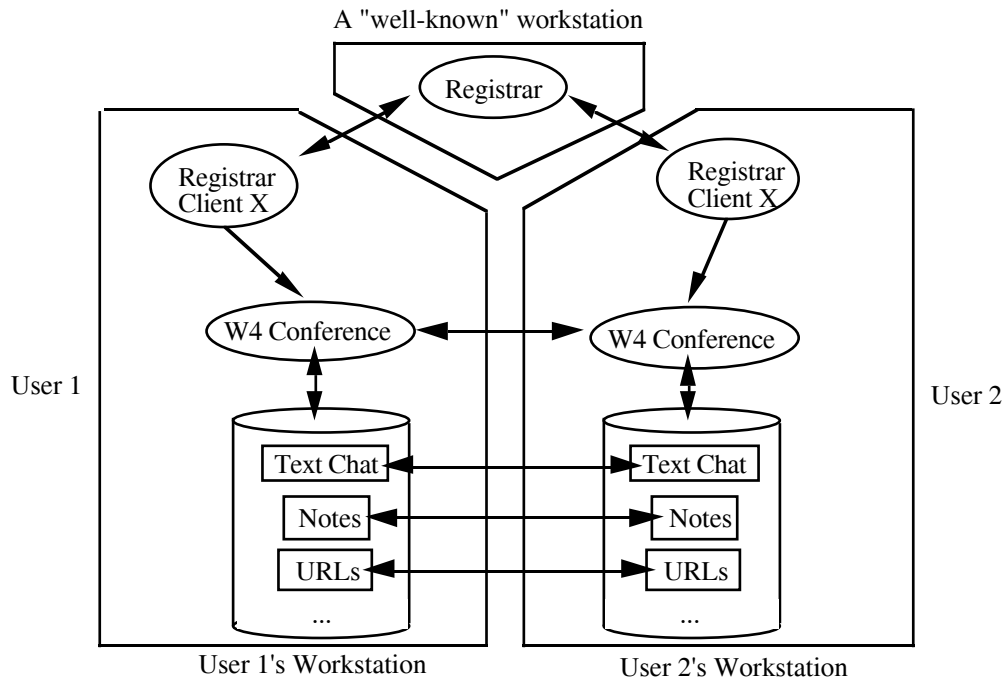 A "well-known" workstation
Registrar
Registrar
Client X
Registrar
Client X
W4 Conference
W4 Conference
User 1
User 2
Text Chat
Text Chat
Notes
Notes
URLs
URLs
...
...
User 1's Workstation
User 2's Workstation